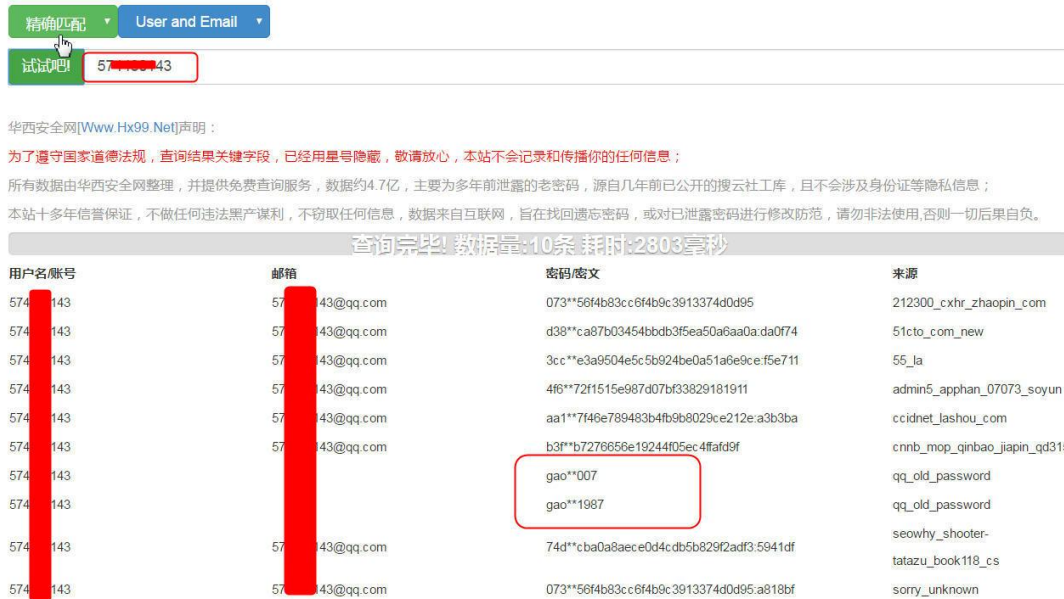 精确匹配 User and Email
试试吧! 57 43
华西安全网[Www.Hx99.Net]声明：
为了遵守国家道德法规，查询结果关键字段，已经用星号隐藏，敬请放心，本站不会记录和传播你的任何信息；
所有数据由华西安全网整理，并提供免费查询服务，数据约4.7亿，主要为多年前泄露的老密码，源自几年前已公开的搜云社工库，且不会涉及身份证等隐私信息；
本站十多年信誉保证，不做任何违法黑产谋利，不窃取任何信息，数据来自互联网，旨在找回遗忘密码，或对已泄露密码进行修改防范，请勿非法使用,否则一切后果自负。
查询完毕! 数据量:10条 耗时:2803毫秒
用户名/账号 邮箱 密码/密文 来源
574 143 57 43@qq.com 073**56f4b83cc6f4b9c3913374d0d95 212300_cxhr_zhaopin_com
574 143 57 43@qq.com d38**ca87b03454bbdb3f5ea50a6aa0a:da0f74 51cto_com_new
574 143 57 43@qq.com 3cc**e3a9504e5c5b924be0a51a6e9ce:f5e711 55_la
574 143 57 43@qq.com 4f6**72f1515e987d07bf33829181911 admin5_apphan_07073_soyun
574 143 57 43@qq.com aa1**7f46e789483b4fb9b8029ce212e:a3b3ba ccidnet_lashou_com
574 143 57 43@qq.com b3f**b7276656e19244f05ec4ffafd9f cnnb_mop_qinbao_jiapin_qd315
574 143 gao**007 qq_old_password
574 143 gao**1987 qq_old_password
574 143 57 43@qq.com 74d**cba0a8aece0d4cdb5b829f2adf3:5941df seowhy_shooter-
tatazu_book118_cs
574 143 57 43@qq.com 073**56f4b83cc6f4b9c3913374d0d95:a818bf sorry_unknown